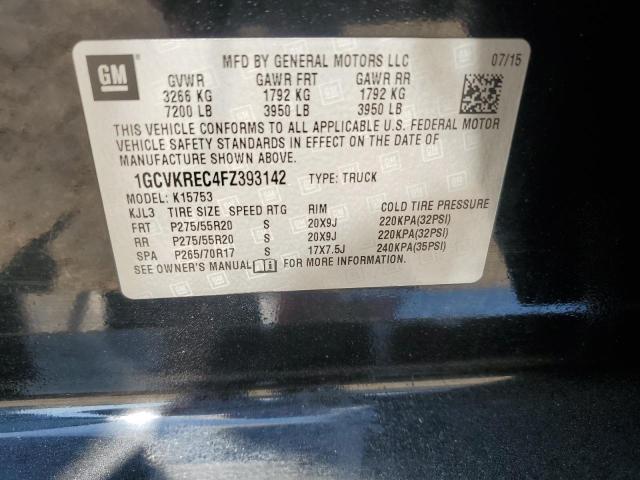 GM
MFD BY GENERAL MOTORS LLC 07/15
GVWR GAWR FRT GAWR RR
3266 KG 1792 KG 1792 KG
7200 LB 3950 LB 3950 LB
THIS VEHICLE CONFORMS TO ALL APPLICABLE U.S. FEDERAL MOTOR
VEHICLE SAFETY STANDARDS IN EFFECT ON THE DATE OF
MANUFACTURE SHOWN ABOVE.
1GCVKREC4FZ393142 TYPE: TRUCK
MODEL: K15753
KJL3 TIRE SIZE SPEED RTG RIM COLD TIRE PRESSURE
FRT P275/55R20 S 20X9J 220KPA(32PSI)
RR P275/55R20 S 20X9J 220KPA(32PSI)
SPA P265/70R17 S 17X7.5J 240KPA(35PSI)
SEE OWNER'S MANUAL FOR MORE INFORMATION.